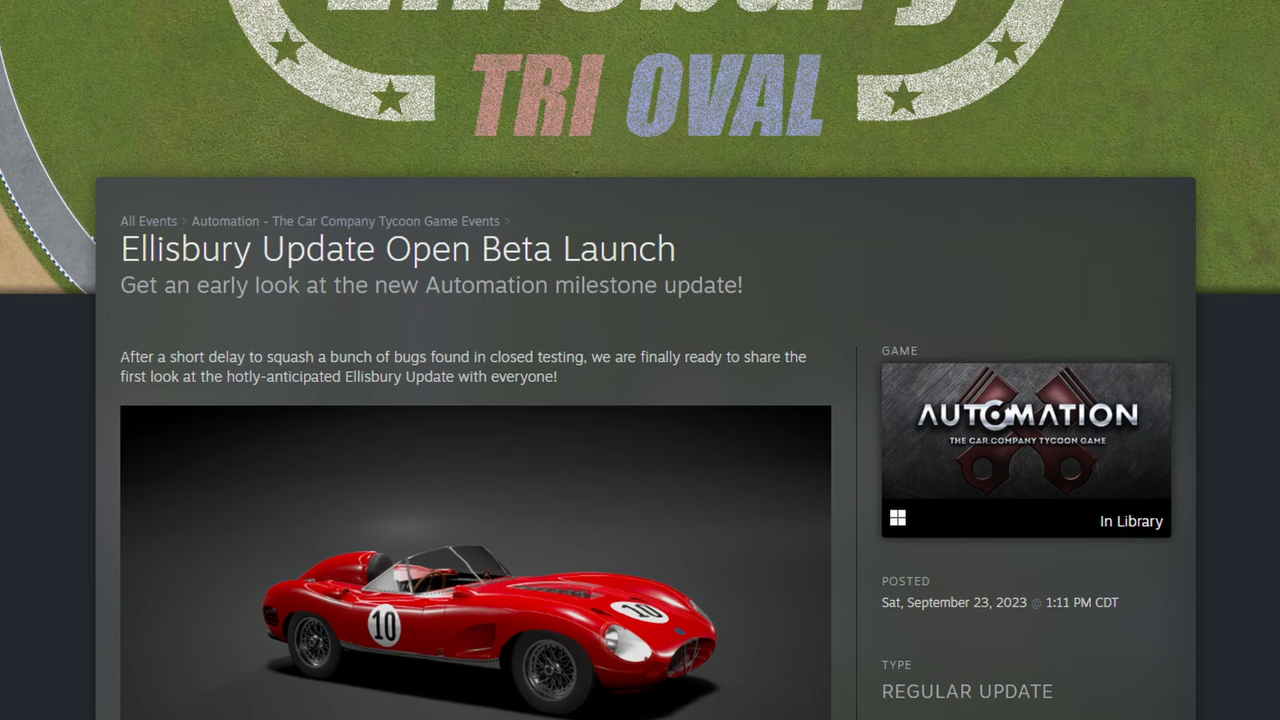 Ellisbury
TRI OVAL
All Events > Automation - The Car Company Tycoon Game Events >
Ellisbury Update Open Beta Launch
Get an early look at the new Automation milestone update!
After a short delay to squash a bunch of bugs found in closed testing, we are finally ready to share the
first look at the hotly-anticipated Ellisbury Update with everyone!
10
10
GAME
AUTOMATION
THE CAR COMPANY TYCOON GAME
In Library
POSTED
Sat, September 23, 2023 @ 1:11 PM CDT
TYPE
REGULAR UPDATE